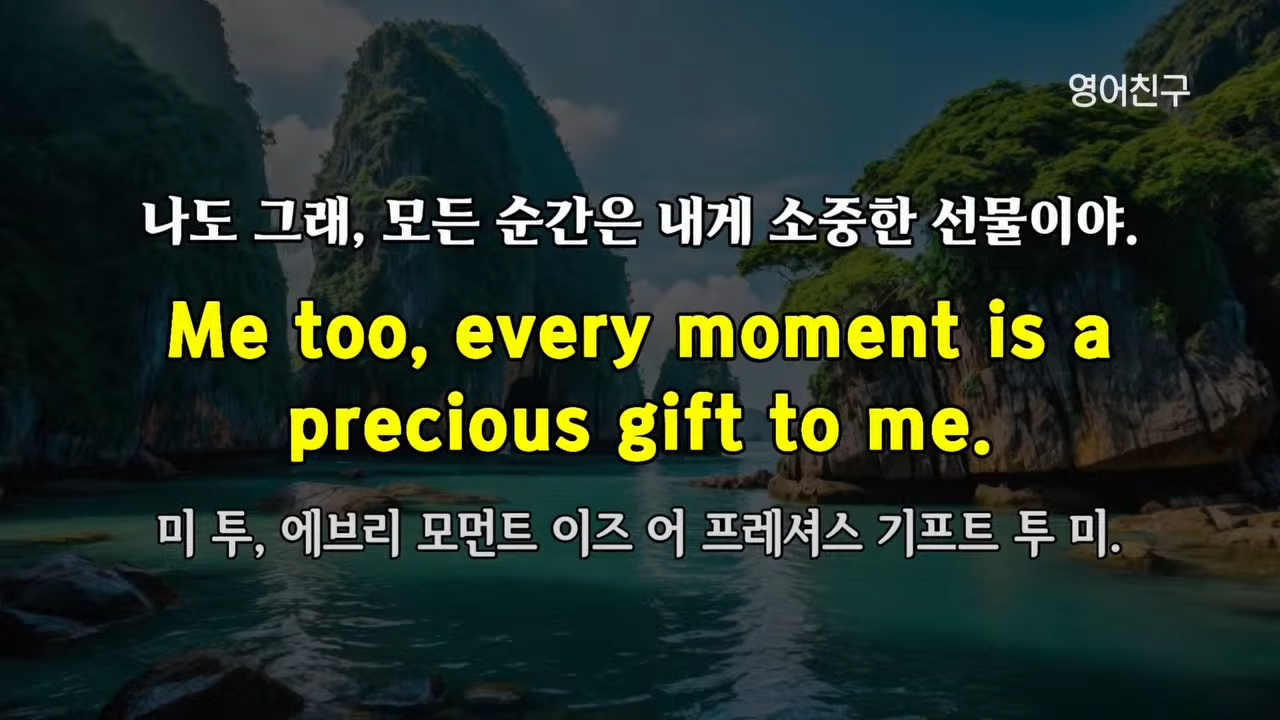 영어친구
나도 그래, 모든 순간은 내게 소중한 선물이야.
Me too, every moment is a
precious gift to me.
미 투, 에브리 모먼트 이즈 어 프레셔스 기프트 투 미.